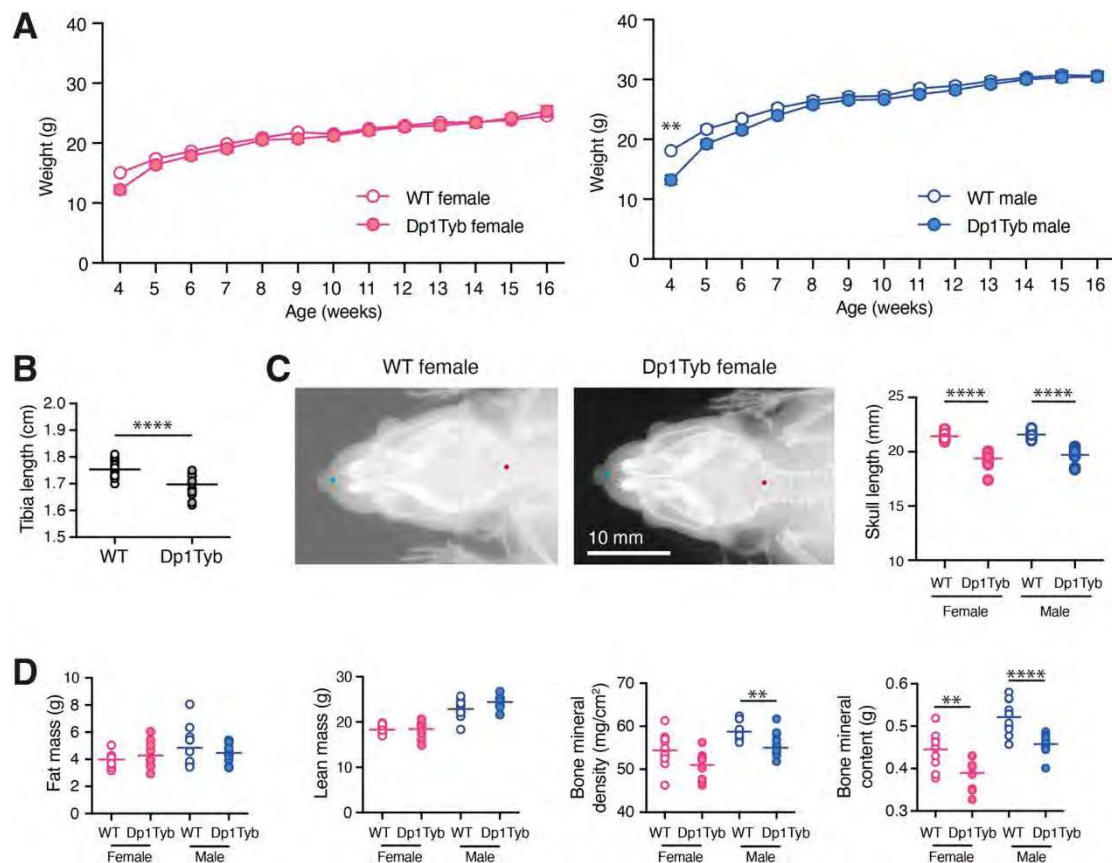 A
Weight (g)
40
30
20
10
0
WT female
Dp1Tyb female
4 5 6 7 8 9 10 11 12 13 14 15 16
Age (weeks)
Weight (g)
40
30
20
10
0
**
WT male
Dp1Tyb male
4 5 6 7 8 9 10 11 12 13 14 15 16
Age (weeks)
B
Tibia length (cm)
2.0
1.9
1.8
1.7
1.6
1.5
****
WT Dp1Tyb
C
WT female
Dp1Tyb female
10 mm
Skull length (mm)
25
20
15
10
**** ****
WT Dp1Tyb WT Dp1Tyb
Female Male
D
Fat mass (g)
10
8
6
4
2
0
WT Dp1Tyb WT Dp1Tyb
Female Male
Lean mass (g)
30
20
10
0
WT Dp1Tyb WT Dp1Tyb
Female Male
Bone mineral
density (mg/cm²)
70
60
50
40
**
WT Dp1Tyb WT Dp1Tyb
Female Male
Bone mineral
content (g)
0.6
0.5
0.4
0.3
** ****
WT Dp1Tyb WT Dp1Tyb
Female Male